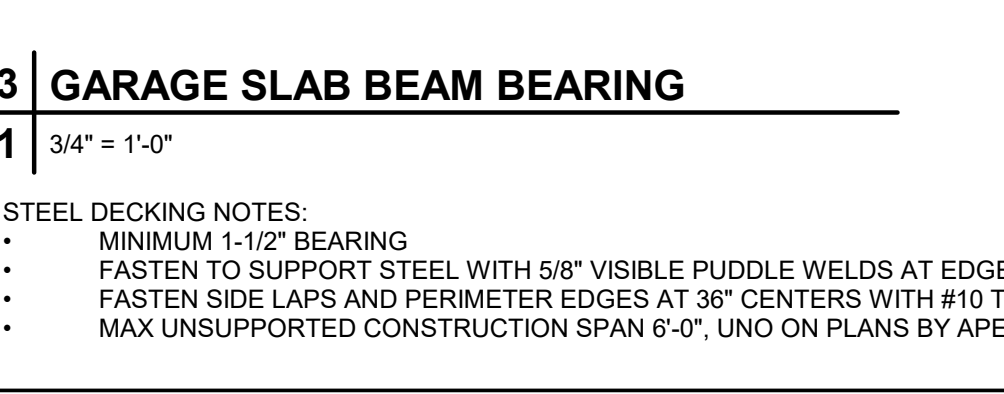 3 GARAGE SLAB BEAM BEARING
1 3/4" = 1'-0"
STEEL DECKING NOTES:
• MINIMUM 1-1/2" BEARING
• FASTEN TO SUPPORT STEEL WITH 5/8" VISIBLE PUDDLE WELDS AT EDGE
• FASTEN SIDE LAPS AND PERIMETER EDGES AT 36" CENTERS WITH #10 T
• MAX UNSUPPORTED CONSTRUCTION SPAN 6'-0", UNO ON PLANS BY APE